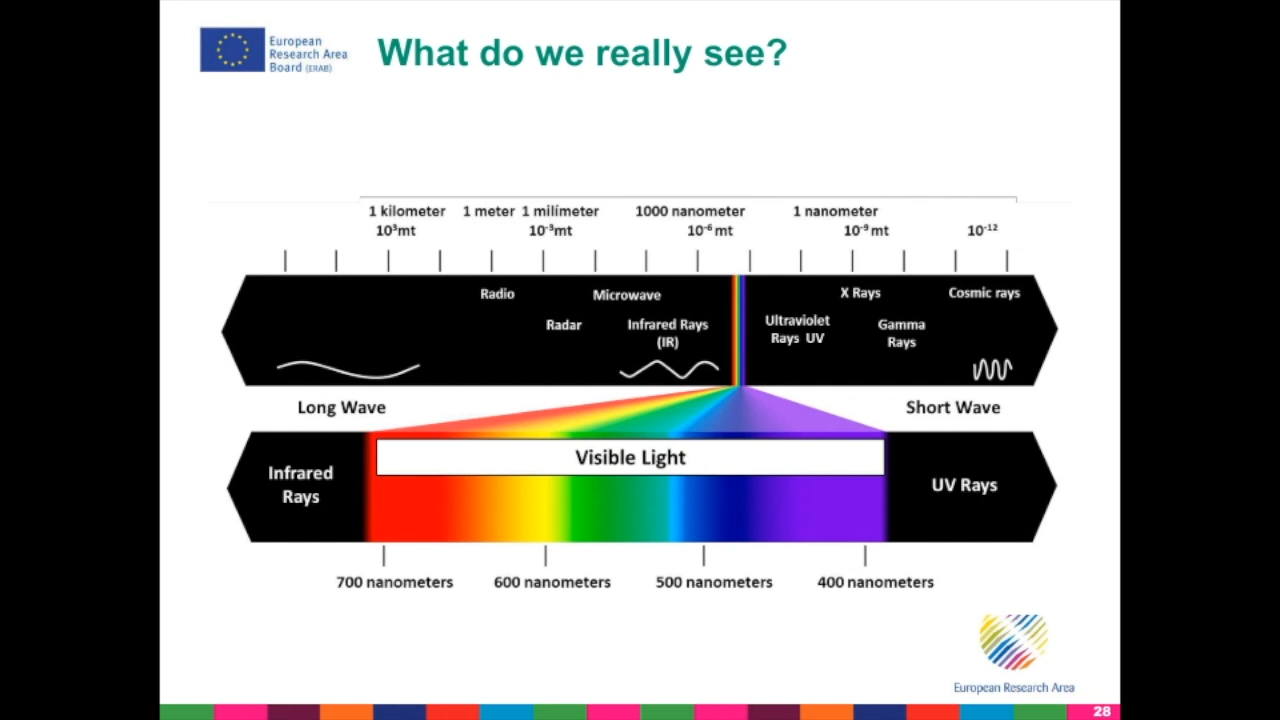 European
Research Area
Board (ERAB)
What do we really see?
1 kilometer 1 meter 1 milímeter 1000 nanometer 1 nanometer
10³mt 10⁻³mt 10⁻⁶ mt 10⁻⁹ mt 10⁻¹²
Radio Microwave X Rays Cosmic rays
Radar Infrared Rays
(IR)
Ultraviolet
Rays UV
Gamma
Rays
Long Wave Short Wave
Visible Light
Infrared
Rays
UV Rays
700 nanometers 600 nanometers 500 nanometers 400 nanometers
European Research Area
28